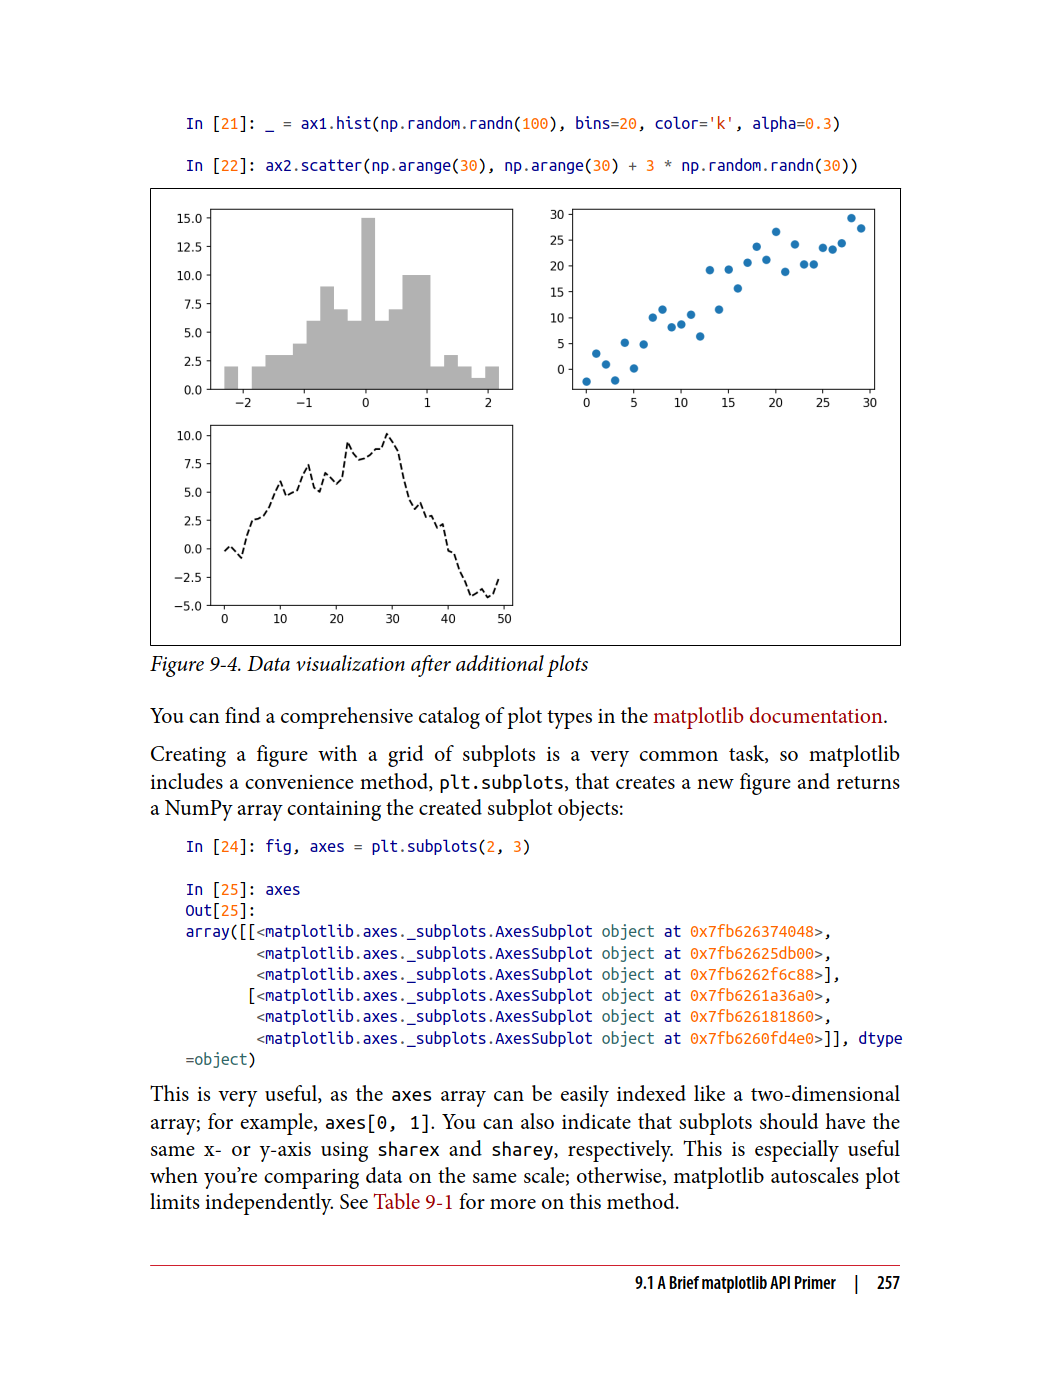 In [21]: _ = ax1.hist(np.random.randn(100), bins=20, color='k', alpha=0.3)
In [22]: ax2.scatter(np.arange(30), np.arange(30) + 3 * np.random.randn(30))
15.0
12.5
10.0
7.5
5.0
2.5
0.0
−2 −1 0 1 2
30
25
20
15
10
5
0
0 5 10 15 20 25 30
10.0
7.5
5.0
2.5
0.0
−2.5
−5.0
0 10 20 30 40 50
Figure 9-4. Data visualization after additional plots
You can find a comprehensive catalog of plot types in the matplotlib documentation.
Creating a figure with a grid of subplots is a very common task, so matplotlib
includes a convenience method, plt.subplots, that creates a new figure and returns
a NumPy array containing the created subplot objects:
In [24]: fig, axes = plt.subplots(2, 3)
In [25]: axes
Out[25]:
array([[<matplotlib.axes._subplots.AxesSubplot object at 0x7fb626374048>,
<matplotlib.axes._subplots.AxesSubplot object at 0x7fb62625db00>,
<matplotlib.axes._subplots.AxesSubplot object at 0x7fb6262f6c88>],
[<matplotlib.axes._subplots.AxesSubplot object at 0x7fb6261a36a0>,
<matplotlib.axes._subplots.AxesSubplot object at 0x7fb626181860>,
<matplotlib.axes._subplots.AxesSubplot object at 0x7fb6260fd4e0>]], dtype
=object)
This is very useful, as the axes array can be easily indexed like a two-dimensional
array; for example, axes[0, 1]. You can also indicate that subplots should have the
same x- or y-axis using sharex and sharey, respectively. This is especially useful
when you’re comparing data on the same scale; otherwise, matplotlib autoscales plot
limits independently. See Table 9-1 for more on this method.
9.1 A Brief matplotlib API Primer | 257